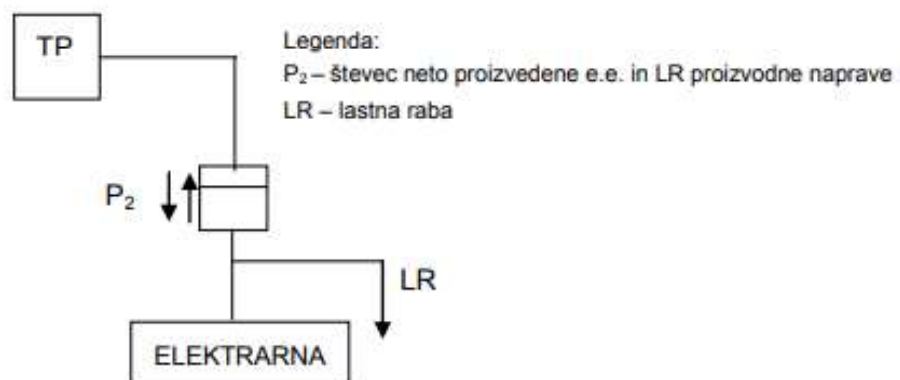 TP
Legenda:
P₂ – števec neto proizvedene e.e. in LR proizvodne naprave
LR – lastna raba
P₂
LR
ELEKTRARNA